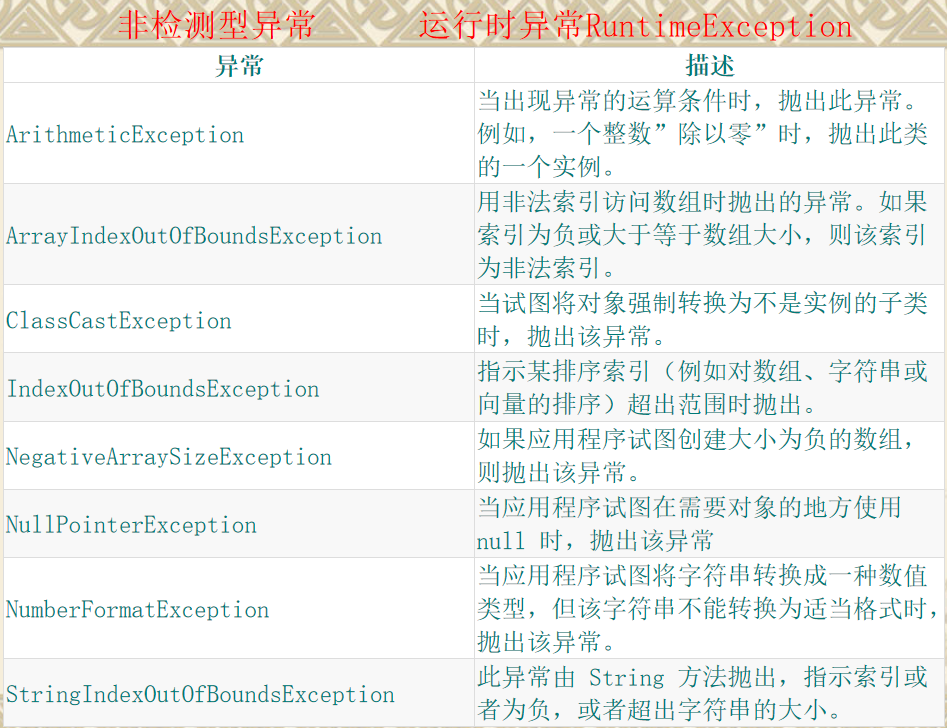 非检测型异常 运行时异常RuntimeException
异常 描述
ArithmeticException
当出现异常的运算条件时，抛出此异常。
例如，一个整数”除以零”时，抛出此类
的一个实例。
ArrayIndexOutOfBoundsException
用非法索引访问数组时抛出的异常。如果
索引为负或大于等于数组大小，则该索引
为非法索引。
ClassCastException
当试图将对象强制转换为不是实例的子类
时，抛出该异常。
IndexOutOfBoundsException
指示某排序索引（例如对数组、字符串或
向量的排序）超出范围时抛出。
NegativeArraySizeException
如果应用程序试图创建大小为负的数组，
则抛出该异常。
NullPointerException
当应用程序试图在需要对象的地方使用
null 时，抛出该异常
NumberFormatException
当应用程序试图将字符串转换成一种数值
类型，但该字符串不能转换为适当格式时，
抛出该异常。
StringIndexOutOfBoundsException
此异常由 String 方法抛出，指示索引或
者为负，或者超出字符串的大小。